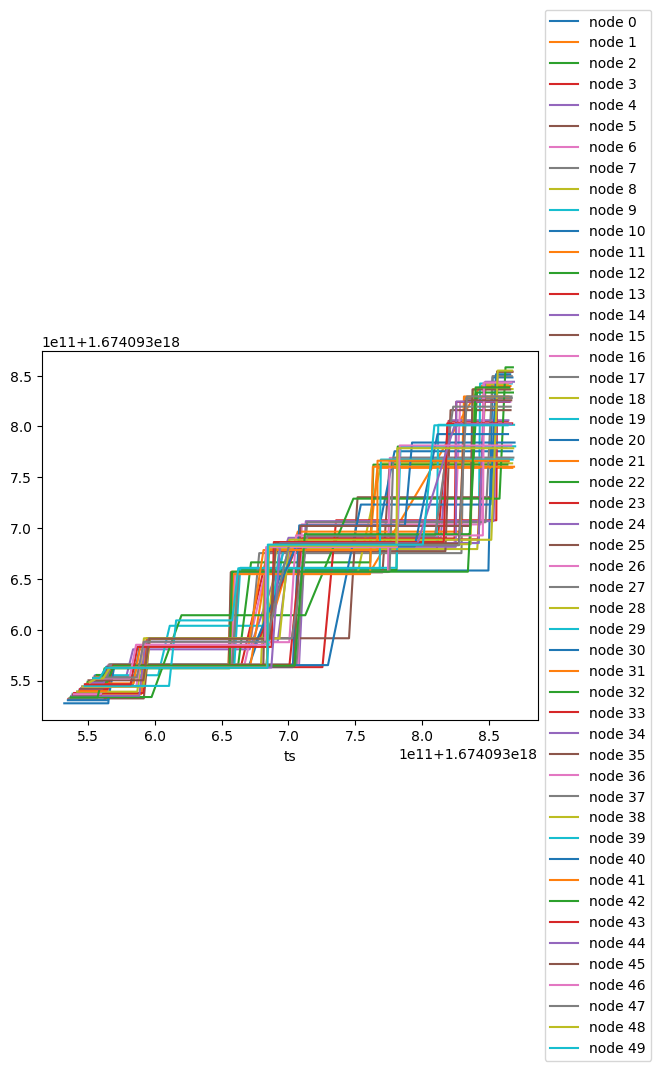 1e11+1.674093e18
8.5
8.0
7.5
7.0
6.5
6.0
5.5
5.5 6.0 6.5 7.0 7.5 8.0 8.5
1e11+1.674093e18
ts
node 0
node 1
node 2
node 3
node 4
node 5
node 6
node 7
node 8
node 9
node 10
node 11
node 12
node 13
node 14
node 15
node 16
node 17
node 18
node 19
node 20
node 21
node 22
node 23
node 24
node 25
node 26
node 27
node 28
node 29
node 30
node 31
node 32
node 33
node 34
node 35
node 36
node 37
node 38
node 39
node 40
node 41
node 42
node 43
node 44
node 45
node 46
node 47
node 48
node 49